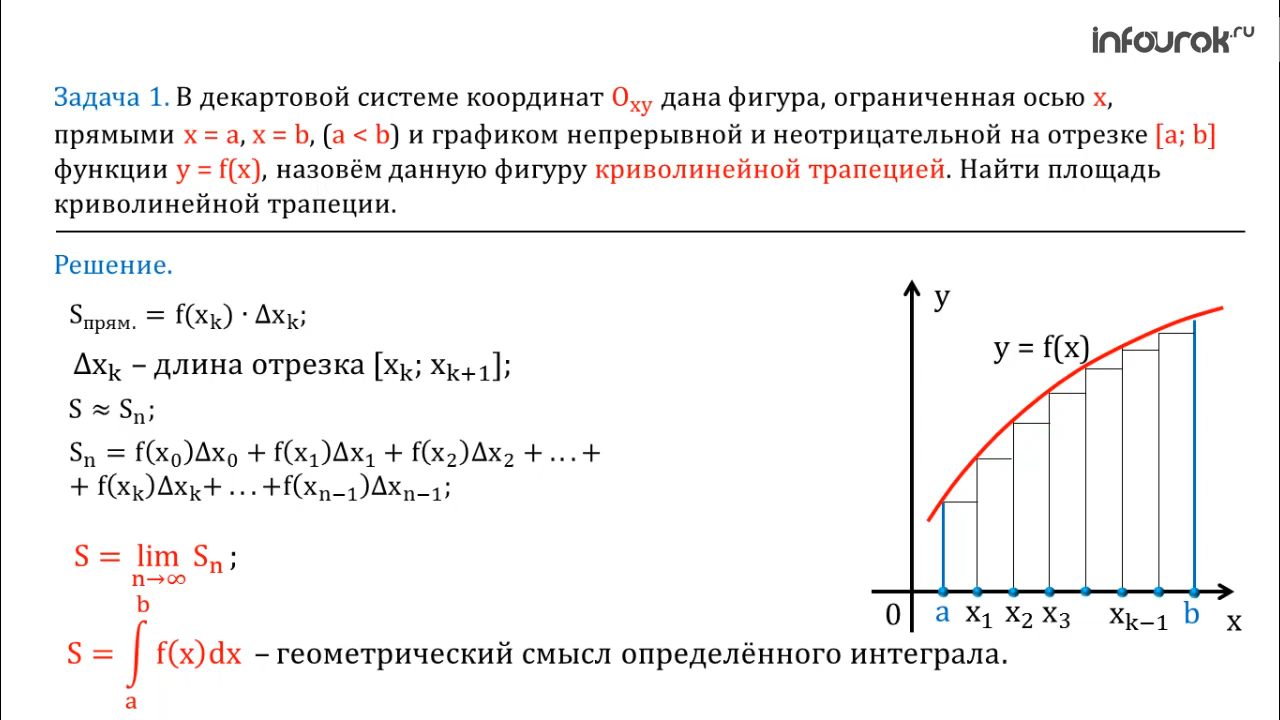 infourok.ru
Задача 1. В декартовой системе координат Oxy дана фигура, ограниченная осью x,
прямыми x = a, x = b, (a < b) и графиком непрерывной и неотрицательной на отрезке [a; b]
функции y = f(x), назовём данную фигуру криволинейной трапецией. Найти площадь
криволинейной трапеции.
Решение.
Sпрям. = f(xₖ) · Δxₖ;
Δxₖ – длина отрезка [xₖ; xₖ₊₁];
S ≈ Sₙ;
Sₙ = f(x₀)Δx₀ + f(x₁)Δx₁ + f(x₂)Δx₂ + ...+
+ f(xₖ)Δxₖ+ ...+f(xₙ₋₁)Δxₙ₋₁;
S = lim Sₙ ;
n→∞
b
S = ∫ f(x)dx – геометрический смысл определённого интеграла.
a
y
y = f(x)
0 a x₁ x₂ x₃ xₖ₋₁ b x